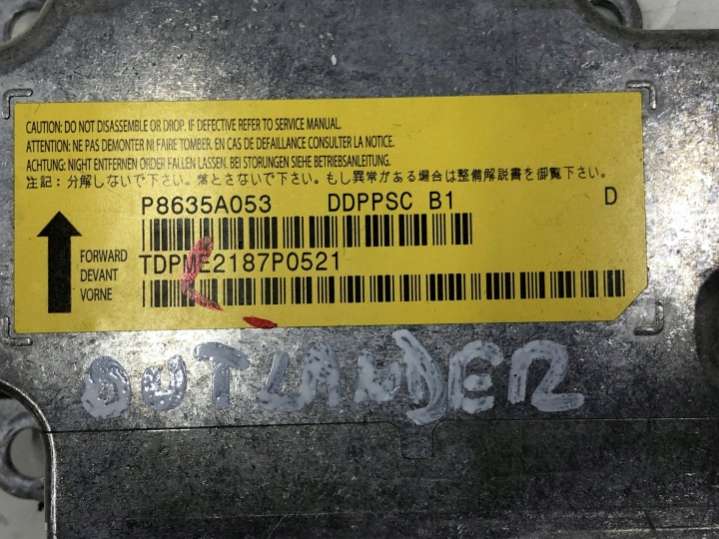 CAUTION: DO NOT DISASSEMBLE OR DROP. IF DEFECTIVE REFER TO SERVICE MANUAL.
ATTENTION: NE PAS DEMONTER NI FAIRE TOMBER. EN CAS DE DEFAILLANCE CONSULTER LA NOTICE.
ACHTUNG: NIGHT ENTFERNEN ORDER FALLEN LASSEN. BEI STORUNGEN SIEHE BETRIEBSANLEITUNG.
注記: 分解しないで下さい。落とさないで下さい。もし異常がある場合は整備解説書を御覧下さい。
P8635A053 DDPPSC B1 D
FORWARD
DEVANT
VORNE
TDPME2187P0521
OUTLANDER